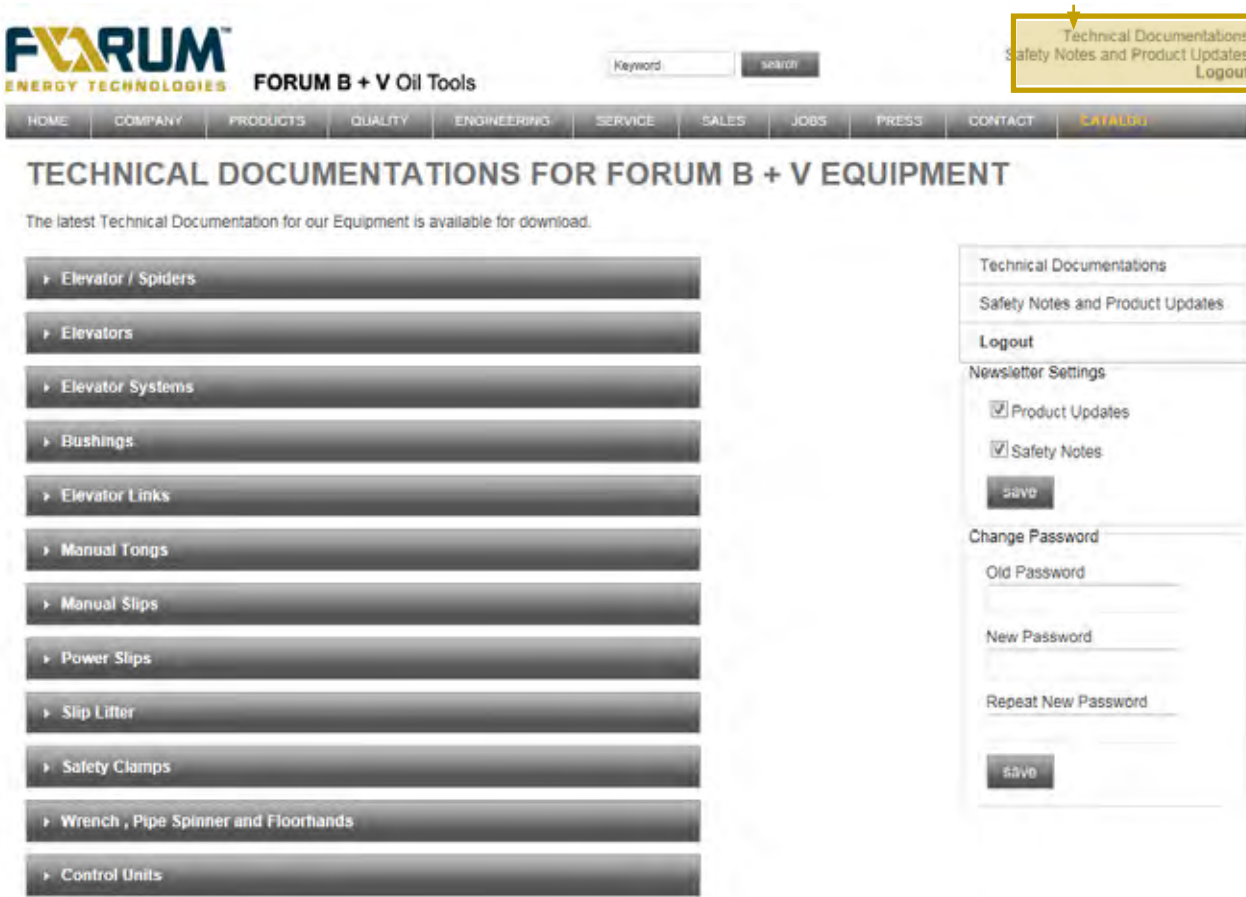 FORUM™
ENERGY TECHNOLOGIES
FORUM B + V Oil Tools
Keyword
search
Technical Documentations
Safety Notes and Product Updates
Logout
HOME COMPANY PRODUCTS QUALITY ENGINEERING SERVICE SALES JOBS PRESS CONTACT CATALOG
TECHNICAL DOCUMENTATIONS FOR FORUM B + V EQUIPMENT
The latest Technical Documentation for our Equipment is available for download.
Elevator / Spiders
Elevators
Elevator Systems
Bushings
Elevator Links
Manual Tongs
Manual Slips
Power Slips
Slip Lifter
Safety Clamps
Wrench , Pipe Spinner and Floorhands
Control Units
Technical Documentations
Safety Notes and Product Updates
Logout
Newsletter Settings
Product Updates
Safety Notes
save
Change Password
Old Password
New Password
Repeat New Password
save